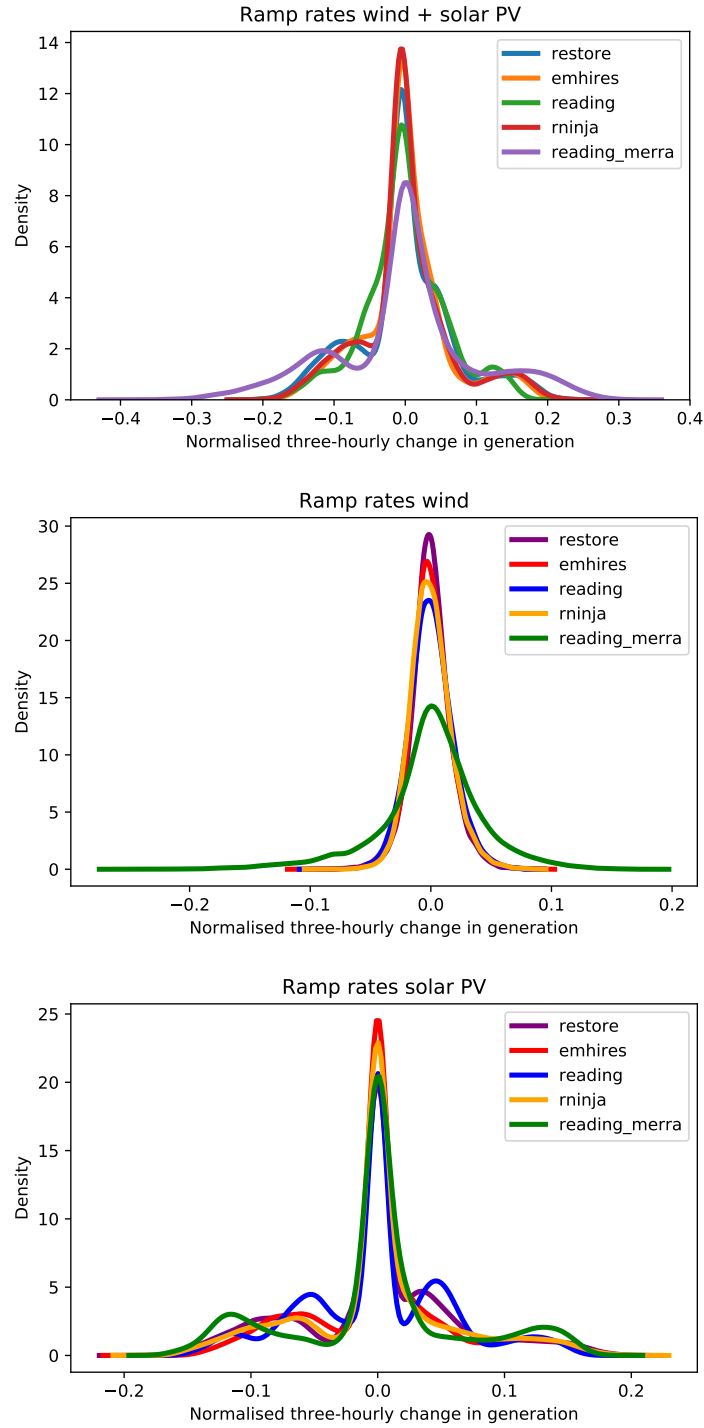 Ramp rates wind + solar PV
14
12
10
8
6
4
2
0
Density
restore
emhires
reading
rninja
reading_merra
−0.4 −0.3 −0.2 −0.1 0.0 0.1 0.2 0.3 0.4
Normalised three-hourly change in generation
Ramp rates wind
30
25
20
15
10
5
0
Density
restore
emhires
reading
rninja
reading_merra
−0.2 −0.1 0.0 0.1 0.2
Normalised three-hourly change in generation
Ramp rates solar PV
25
20
15
10
5
0
Density
restore
emhires
reading
rninja
reading_merra
−0.2 −0.1 0.0 0.1 0.2
Normalised three-hourly change in generation